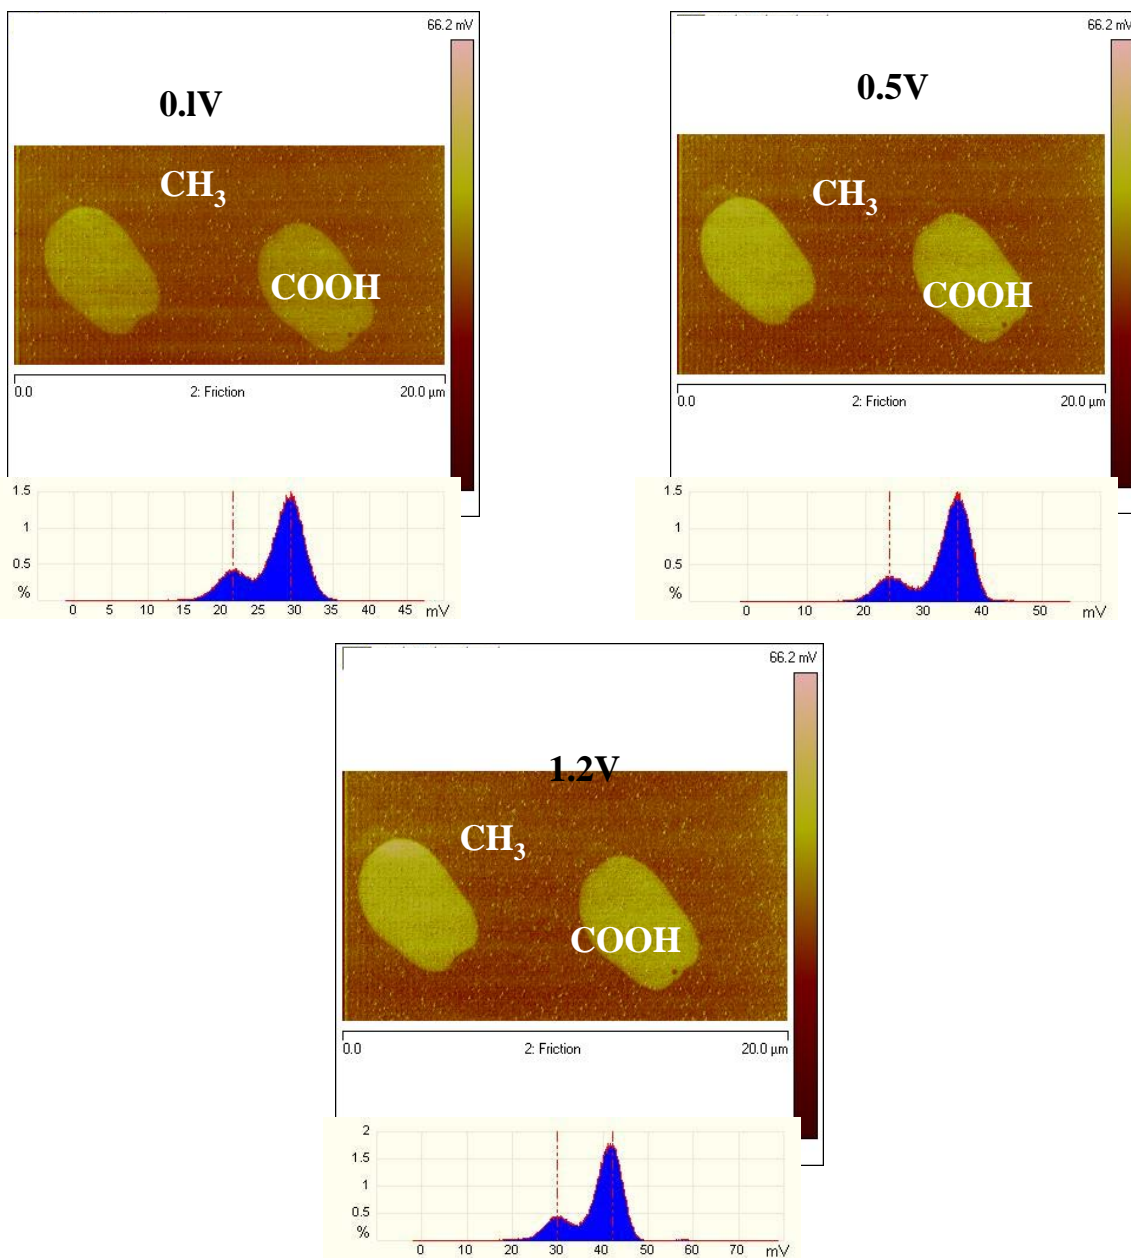 66.2 mV
0.1V
CH3
COOH
0.0 2: Friction 20.0 µm
1.5
1
0.5
%
0 5 10 15 20 25 30 35 40 45 mV
66.2 mV
0.5V
CH3
COOH
0.0 2: Friction 20.0 µm
1.5
1
0.5
%
0 10 20 30 40 50 mV
66.2 mV
1.2V
CH3
COOH
0.0 2: Friction 20.0 µm
2
1.5
1
0.5
%
0 10 20 30 40 50 60 70 mV